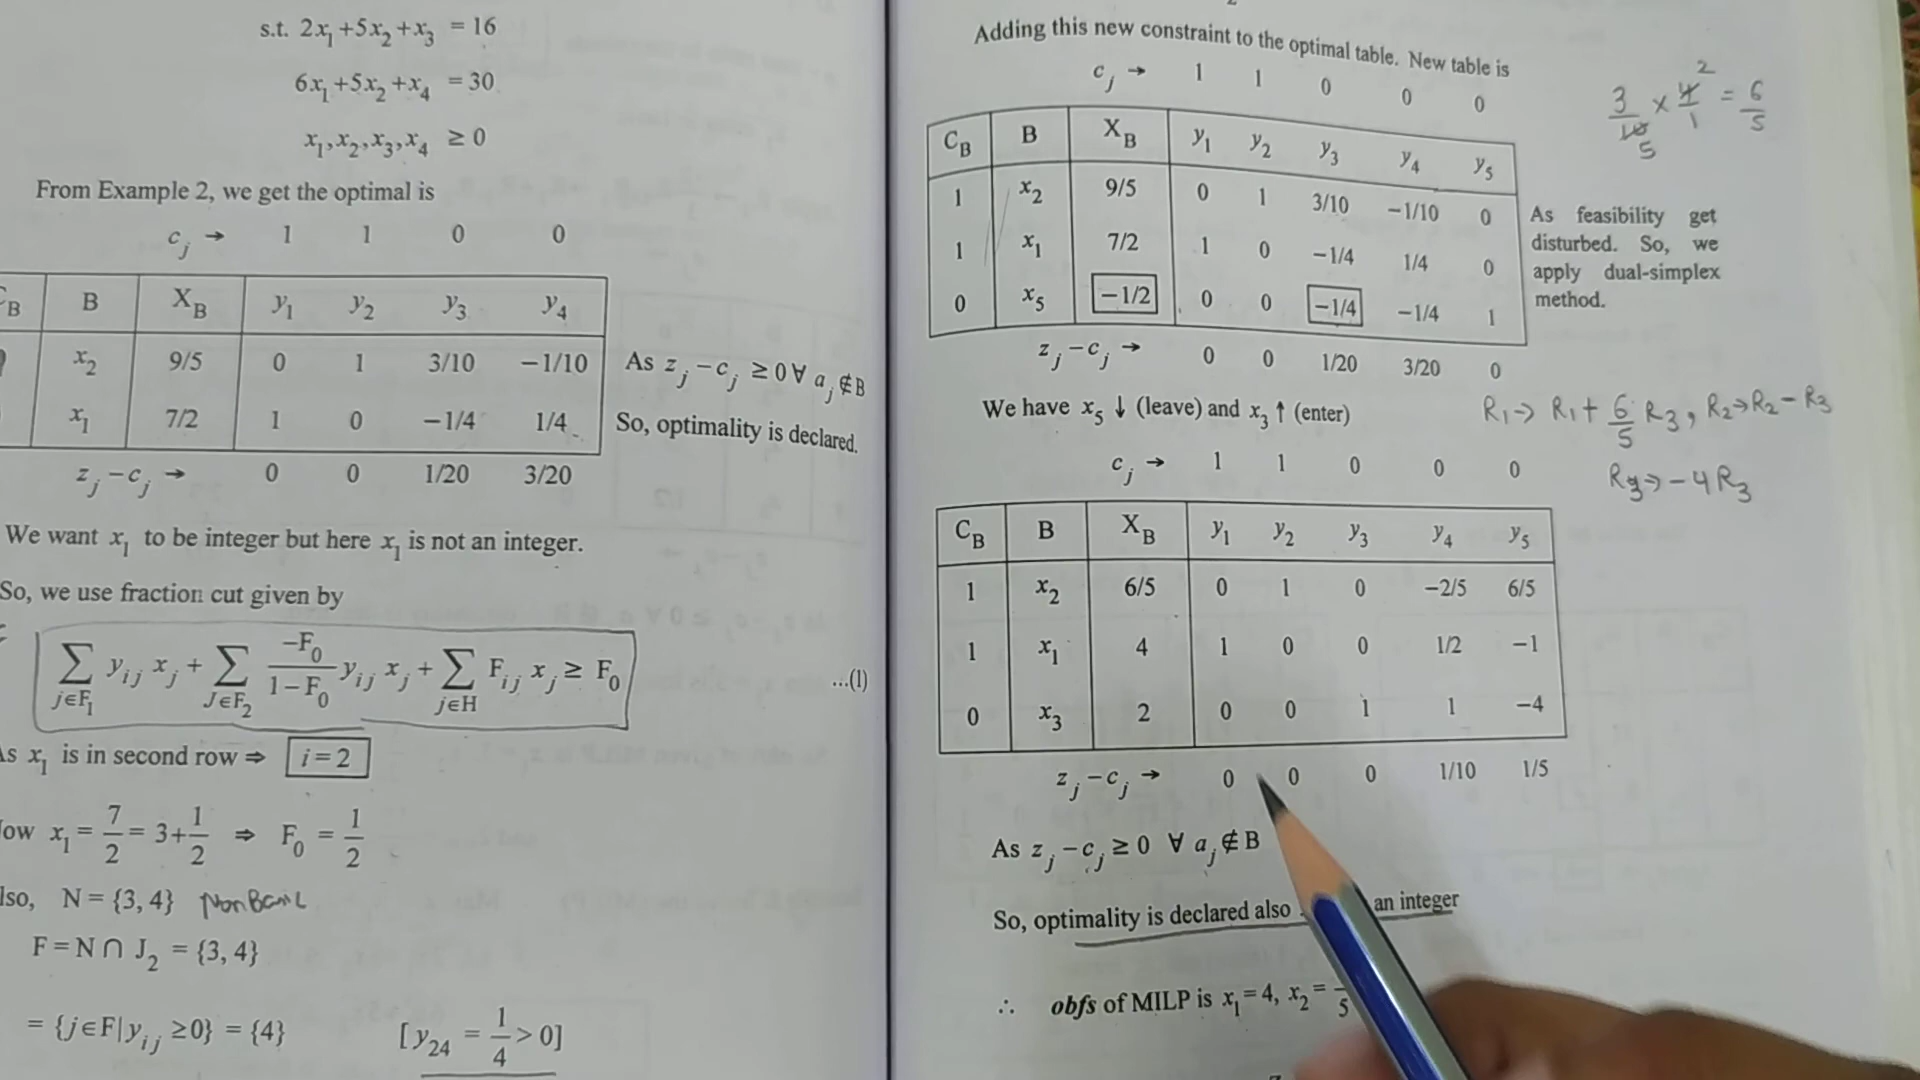 s.t. 2x₁+5x₂+x₃ = 16
6x₁+5x₂+x₄ = 30
x₁,x₂,x₃,x₄ ≥ 0
From Example 2, we get the optimal is
cⱼ → 1 1 0 0
B X_B y₁ y₂ y₃ y₄
x₂ 9/5 0 1 3/10 −1/10
x₁ 7/2 1 0 −1/4 1/4
zⱼ−cⱼ → 0 0 1/20 3/20
As zⱼ−cⱼ ≥ 0 ∀ aⱼ ∉ B
So, optimality is declared.
We want x₁ to be integer but here x₁ is not an integer.
So, we use fraction cut given by
∑_{j∈F₁} y_{ij} x_j + ∑_{J∈F₂} −F₀/(1−F₀) y_{ij} x_j + ∑_{j∈H} F_{ij} x_j ≥ F₀ ...(1)
x₁ is in second row ⇒ i = 2
x₁ = 7/2 = 3+1/2 ⇒ F₀ = 1/2
N = {3, 4} NonBasic
F = N ∩ J₂ = {3, 4}
= {j∈F|y_{ij} ≥0} = {4} [y₂₄ = 1/4 > 0]
Adding this new constraint to the optimal table. New table is
cⱼ → 1 1 0 0 0
C_B B X_B y₁ y₂ y₃ y₄ y₅
1 x₂ 9/5 0 1 3/10 −1/10 0
1 x₁ 7/2 1 0 −1/4 1/4 0
0 x₅ −1/2 0 0 −1/4 −1/4 1
zⱼ−cⱼ → 0 0 1/20 3/20 0
3/10 5 × 4/1 2 = 6/5
As feasibility get
disturbed. So, we
apply dual-simplex
method.
We have x₅ ↓ (leave) and x₃ ↑ (enter)
R₁→ R₁ + 6/5 R₃, R₂→R₂−R₃
R₃→ −4R₃
cⱼ → 1 1 0 0 0
C_B B X_B y₁ y₂ y₃ y₄ y₅
1 x₂ 6/5 0 1 0 −2/5 6/5
1 x₁ 4 1 0 0 1/2 −1
0 x₃ 2 0 0 1 1 −4
zⱼ−cⱼ → 0 0 0 1/10 1/5
As zⱼ−cⱼ ≥ 0 ∀ aⱼ ∉ B
So, optimality is declared also an integer
∴ obfs of MILP is x₁ = 4, x₂ = 5